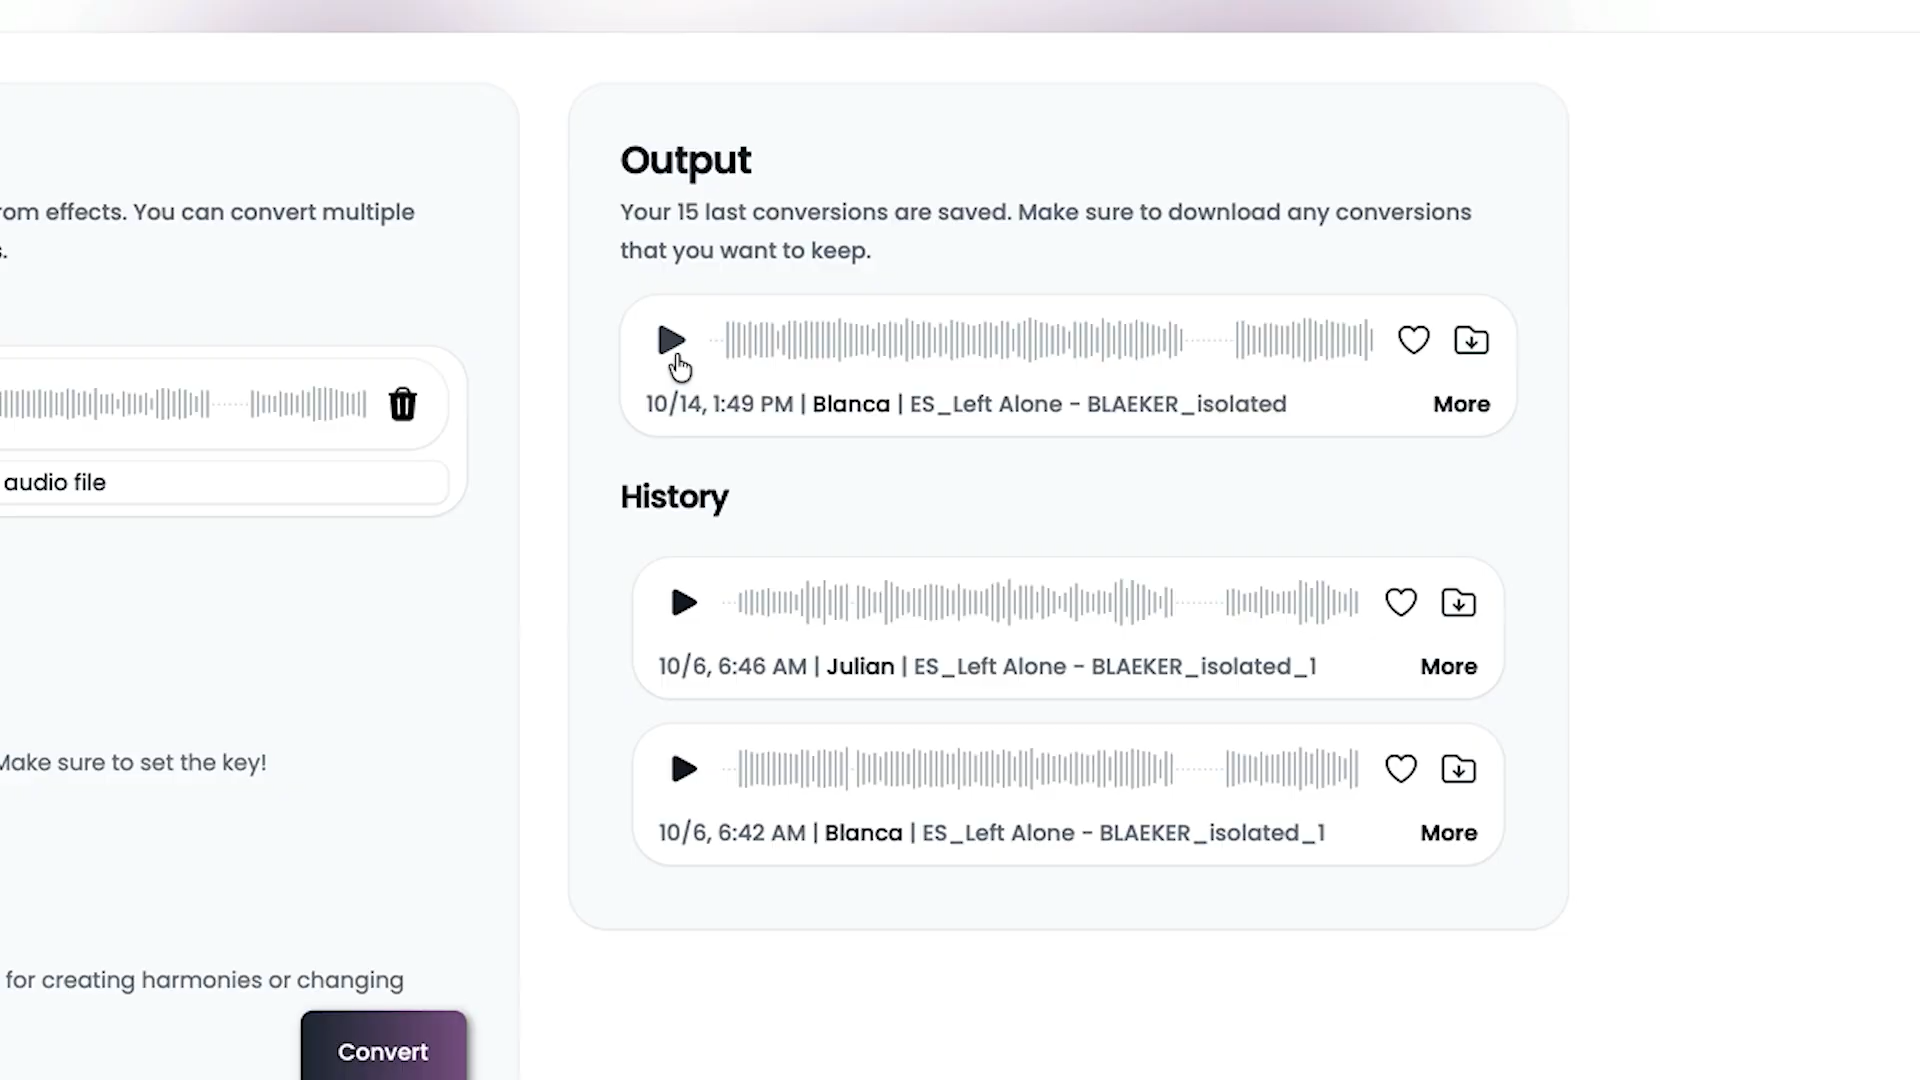 rom effects. You can convert multiple
s.
audio file
Make sure to set the key!
for creating harmonies or changing
Convert
Output
Your 15 last conversions are saved. Make sure to download any conversions
that you want to keep.
10/14, 1:49 PM | Blanca | ES_Left Alone - BLAEKER_isolated
More
History
10/6, 6:46 AM | Julian | ES_Left Alone - BLAEKER_isolated_1
More
10/6, 6:42 AM | Blanca | ES_Left Alone - BLAEKER_isolated_1
More